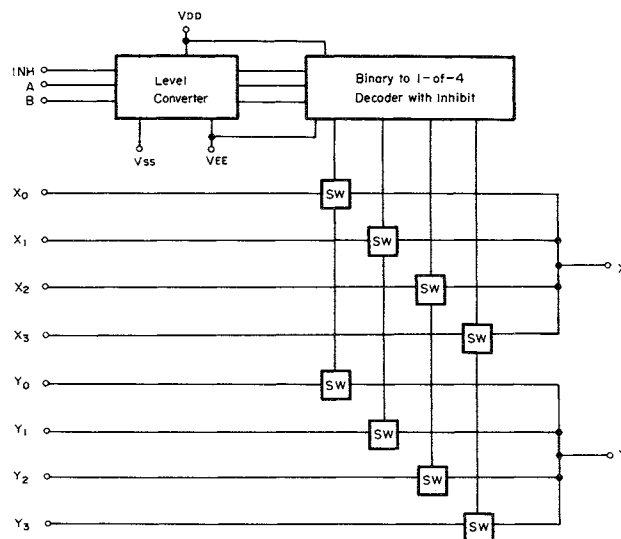 VDD
INH
A
B
Level
Converter
Binary to 1-of-4
Decoder with Inhibit
VSS
VEE
X0
SW
X1
SW
X
X2
SW
X3
SW
Y0
SW
Y1
SW
Y
Y2
SW
Y3
SW